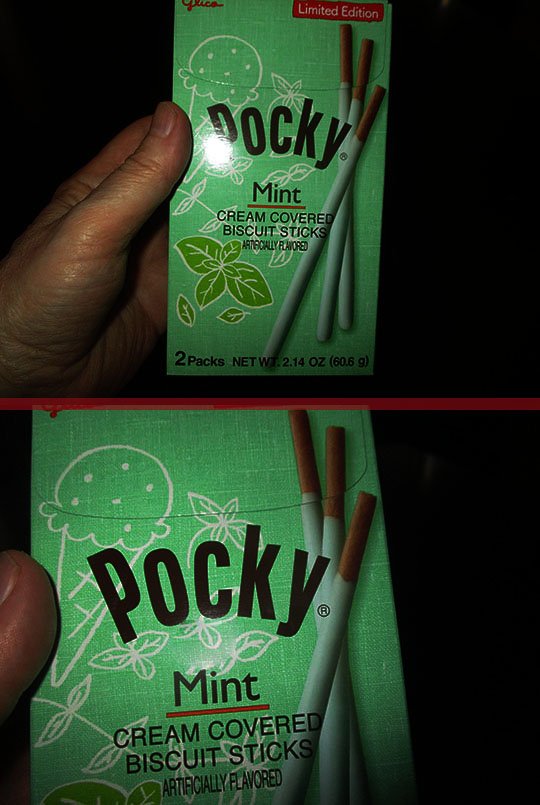 Glico
Limited Edition
Pocky®
Mint
CREAM COVERED
BISCUIT STICKS
ARTIFICIALLY FLAVORED
2 Packs NET WT. 2.14 OZ (60.6 g)
Pocky®
Mint
CREAM COVERED
BISCUIT STICKS
ARTIFICIALLY FLAVORED